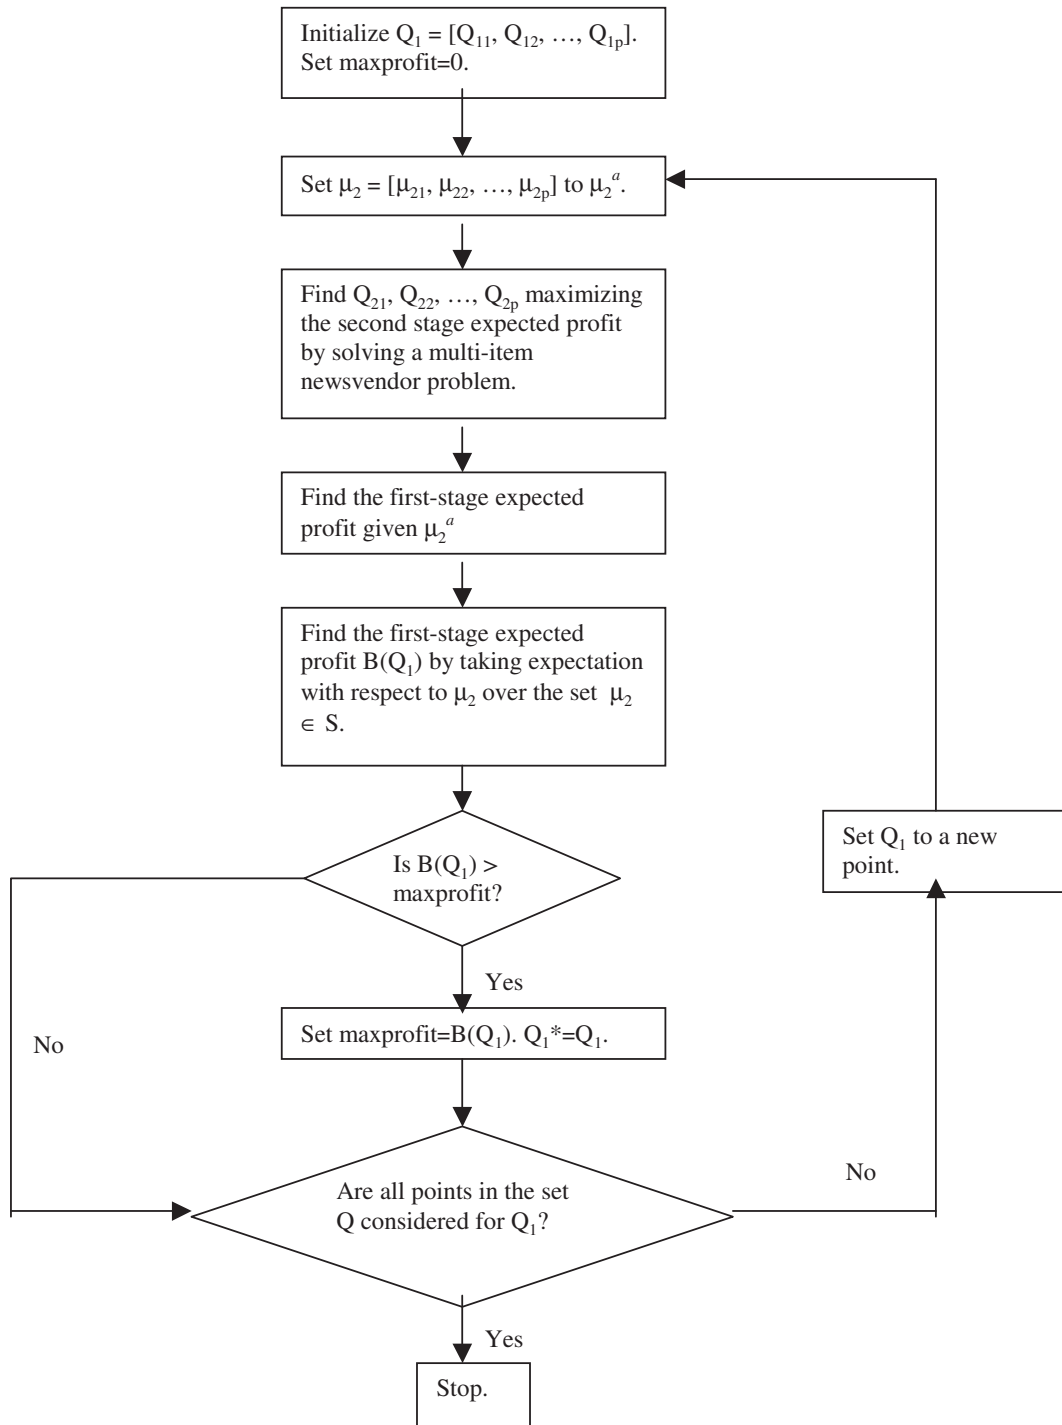 Initialize Q₁ = [Q₁₁, Q₁₂, …, Q₁ₚ].
Set maxprofit=0.
Set μ₂ = [μ₂₁, μ₂₂, …, μ₂ₚ] to μ₂ᵃ.
Find Q₂₁, Q₂₂, …, Q₂ₚ maximizing
the second stage expected profit
by solving a multi-item
newsvendor problem.
Find the first-stage expected
profit given μ₂ᵃ
Find the first-stage expected
profit B(Q₁) by taking expectation
with respect to μ₂ over the set μ₂
∈ S.
Set Q₁ to a new
point.
Is B(Q₁) >
maxprofit?
Yes
Set maxprofit=B(Q₁). Q₁*=Q₁.
No
No
Are all points in the set
Q considered for Q₁?
Yes
Stop.